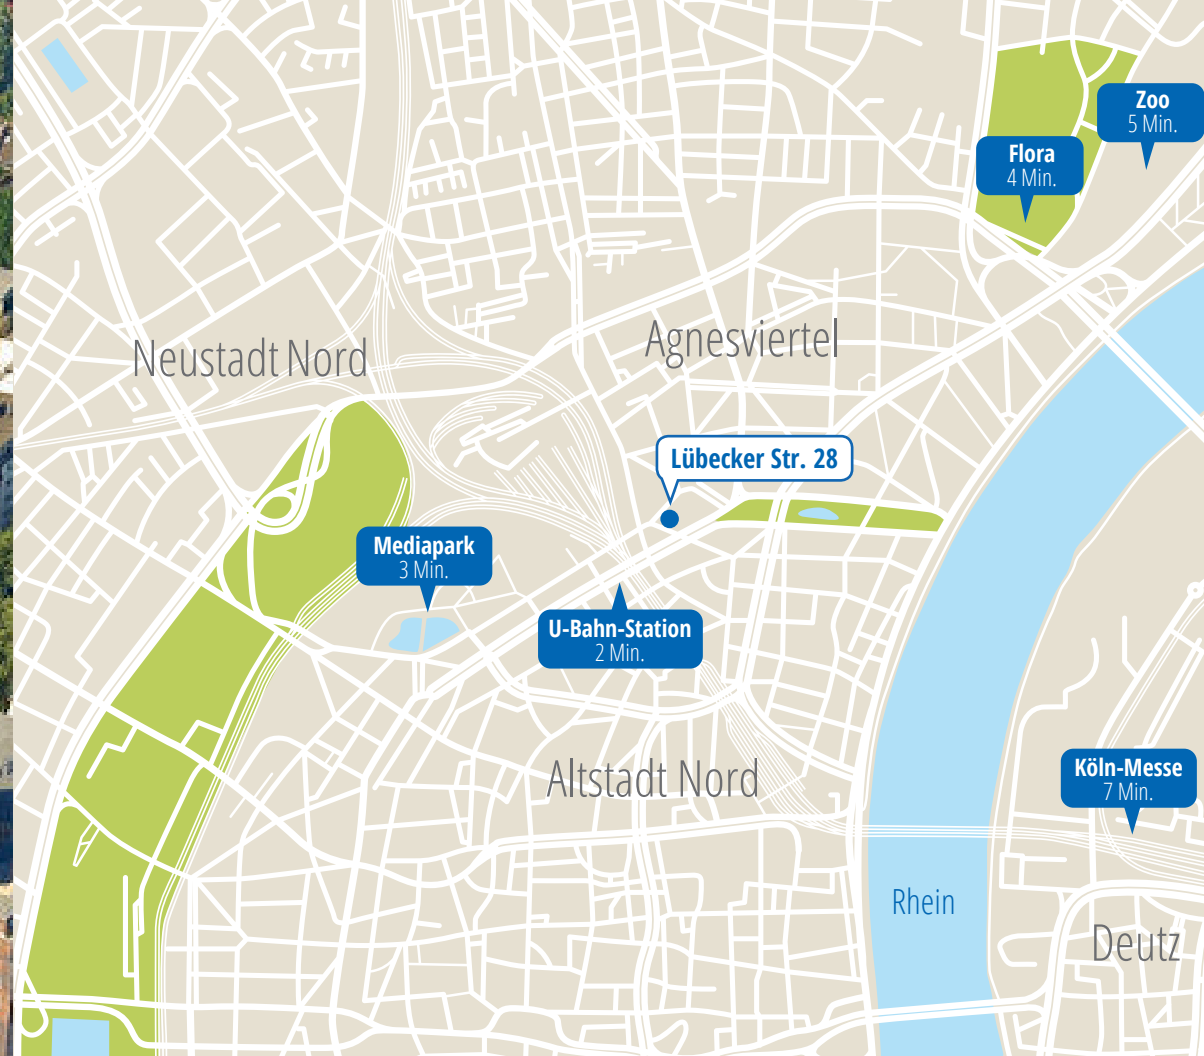 Zoo
5 Min.
Flora
4 Min.
Agnesviertel
Neustadt Nord
Lübecker Str. 28
Mediapark
3 Min.
U-Bahn-Station
2 Min.
Altstadt Nord
Köln-Messe
7 Min.
Rhein
Deutz